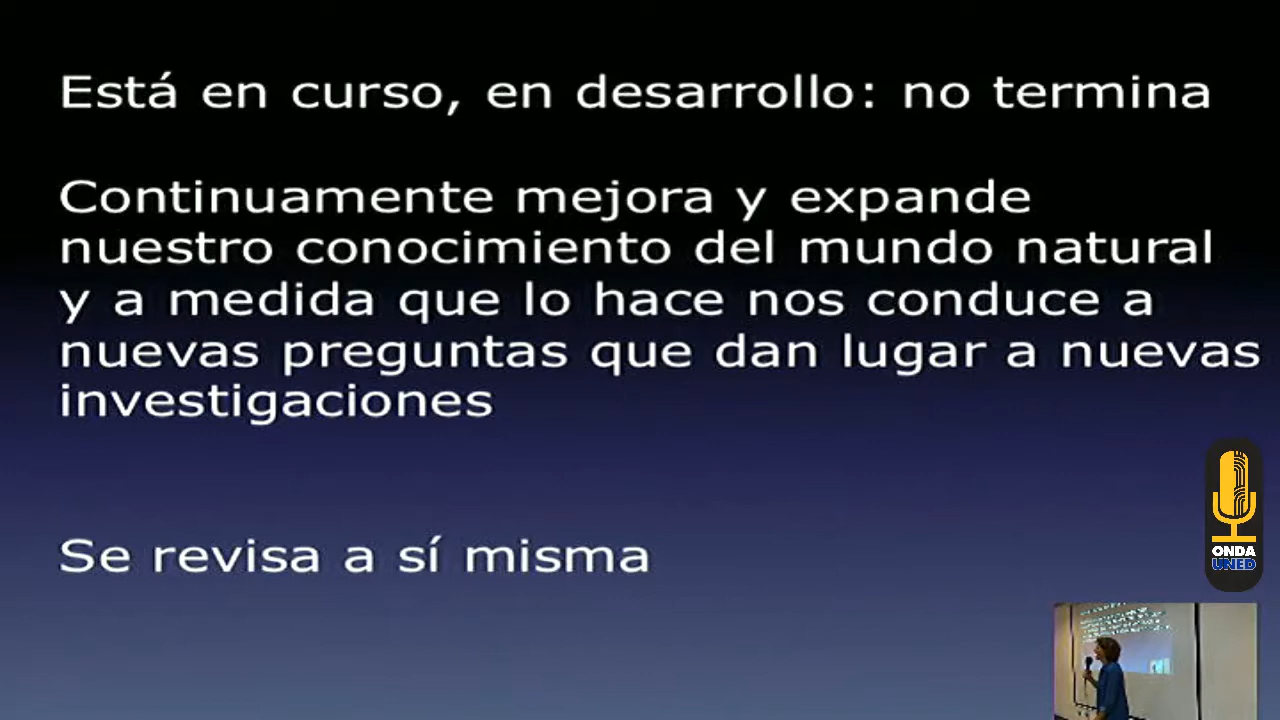 Está en curso, en desarrollo: no termina
Continuamente mejora y expande
nuestro conocimiento del mundo natural
y a medida que lo hace nos conduce a
nuevas preguntas que dan lugar a nuevas
investigaciones
Se revisa a sí misma
ONDA
UNED